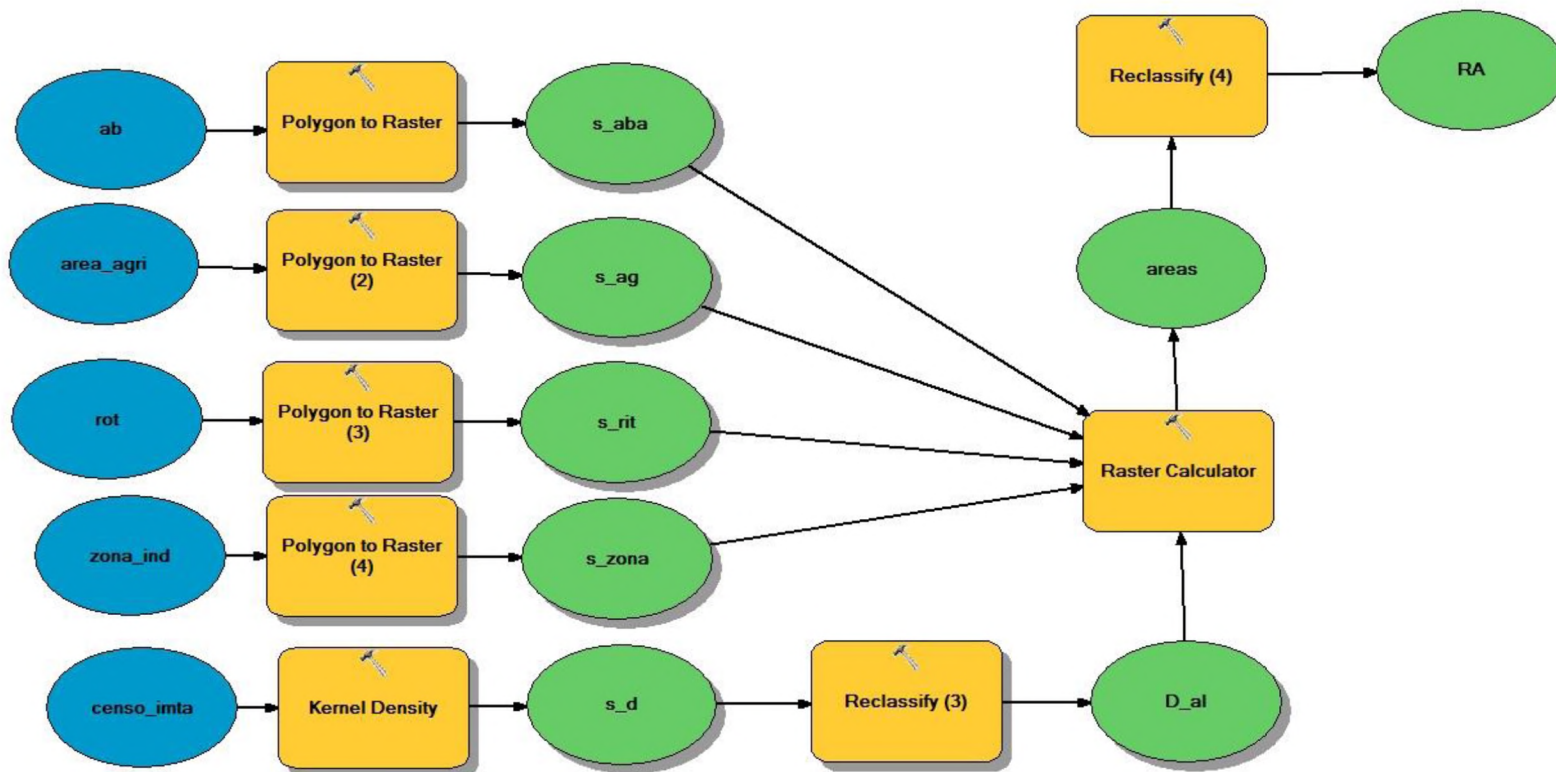 ab
Polygon to Raster
s_aba
Reclassify (4)
RA
area_agri
Polygon to Raster
(2)
s_ag
areas
rot
Polygon to Raster
(3)
s_rit
Raster Calculator
zona_ind
Polygon to Raster
(4)
s_zona
censo_imta
Kernel Density
s_d
Reclassify (3)
D_al